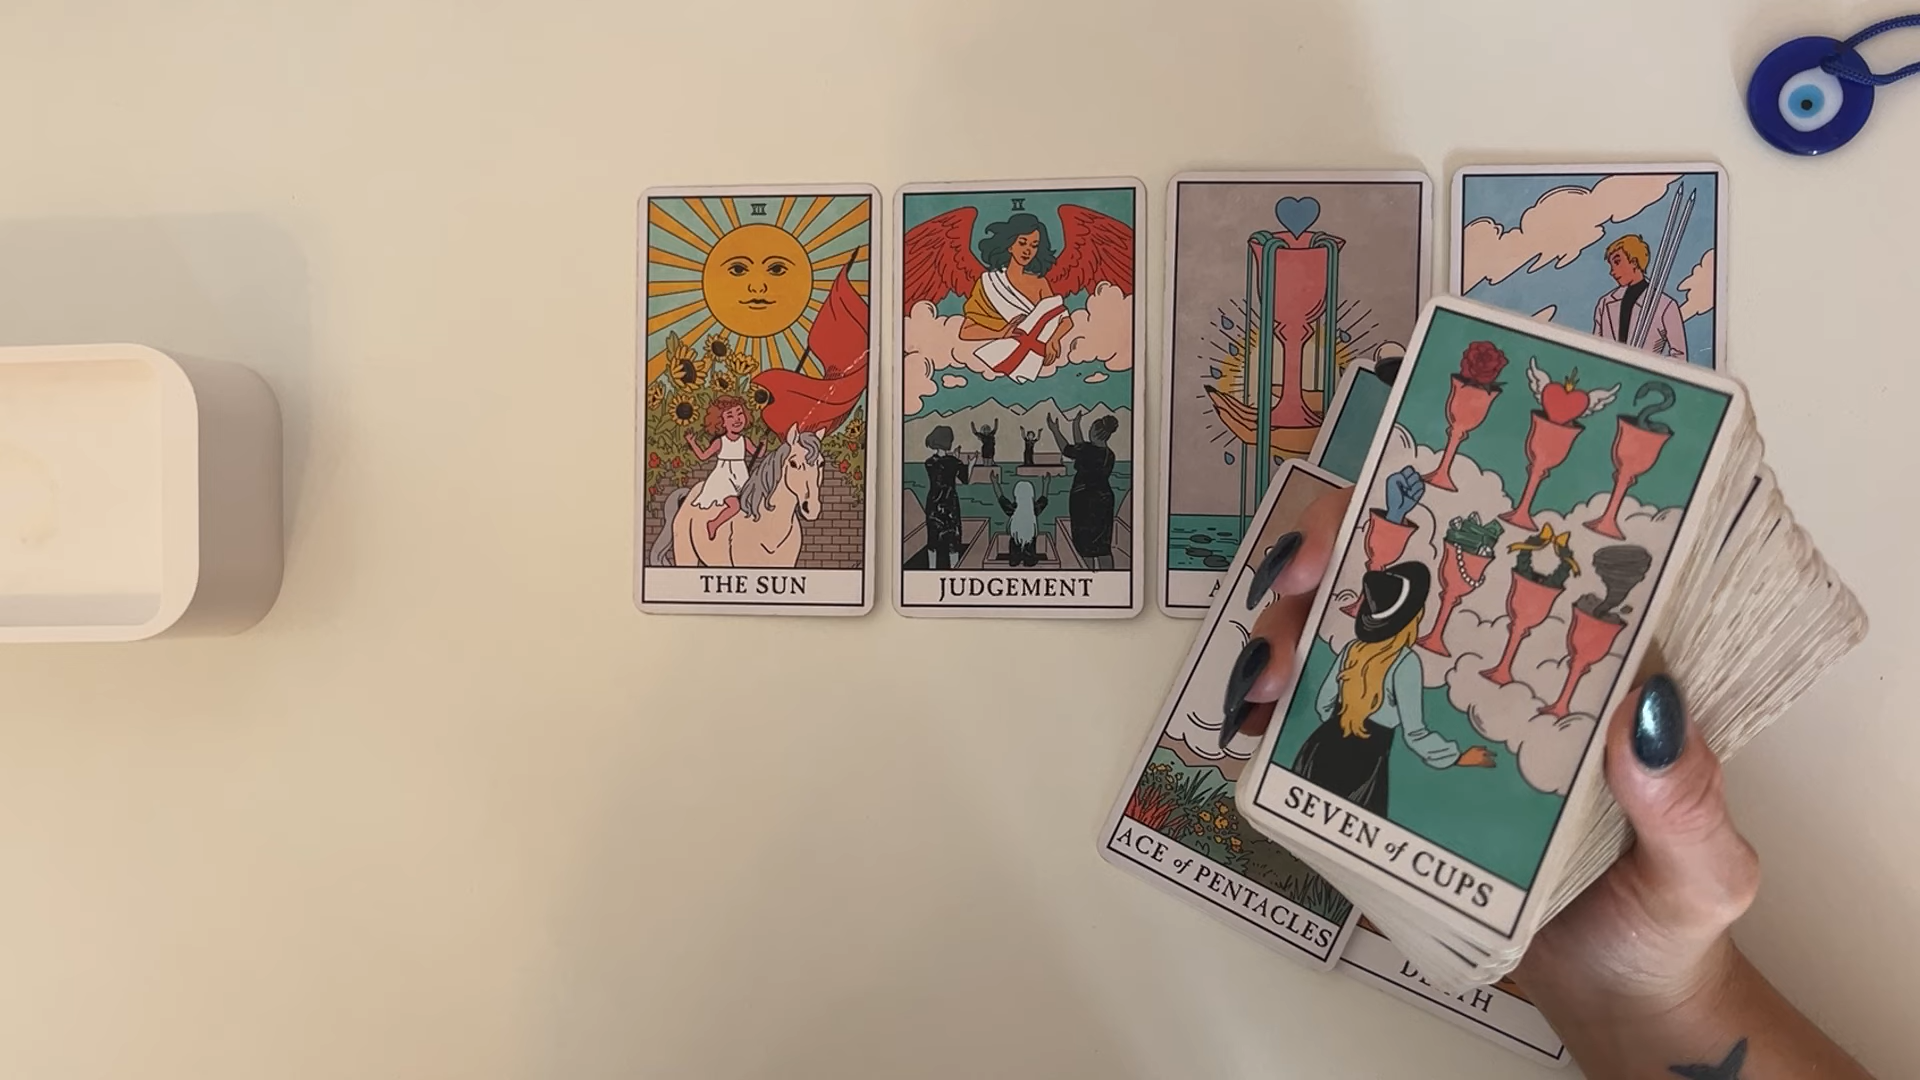 THE SUN
JUDGEMENT
A
SEVEN of CUPS
ACE of PENTACLES